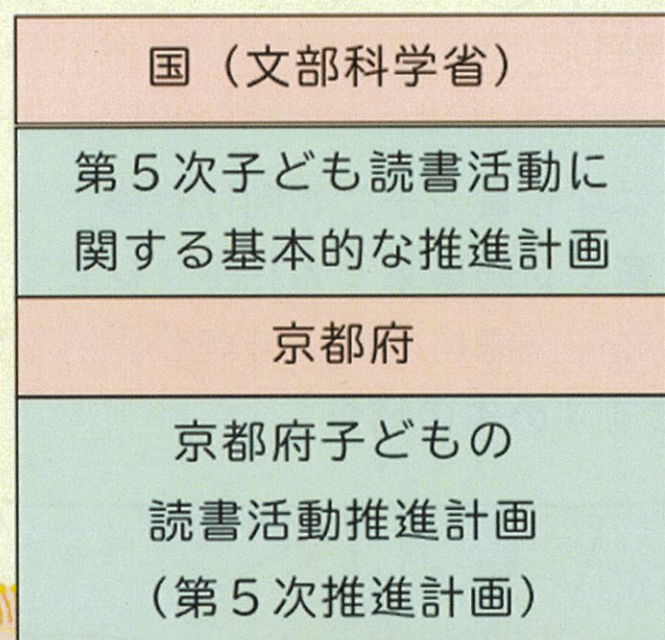 国（文部科学省）
第５次子ども読書活動に
関する基本的な推進計画
京都府
京都府子どもの
読書活動推進計画
（第５次推進計画）